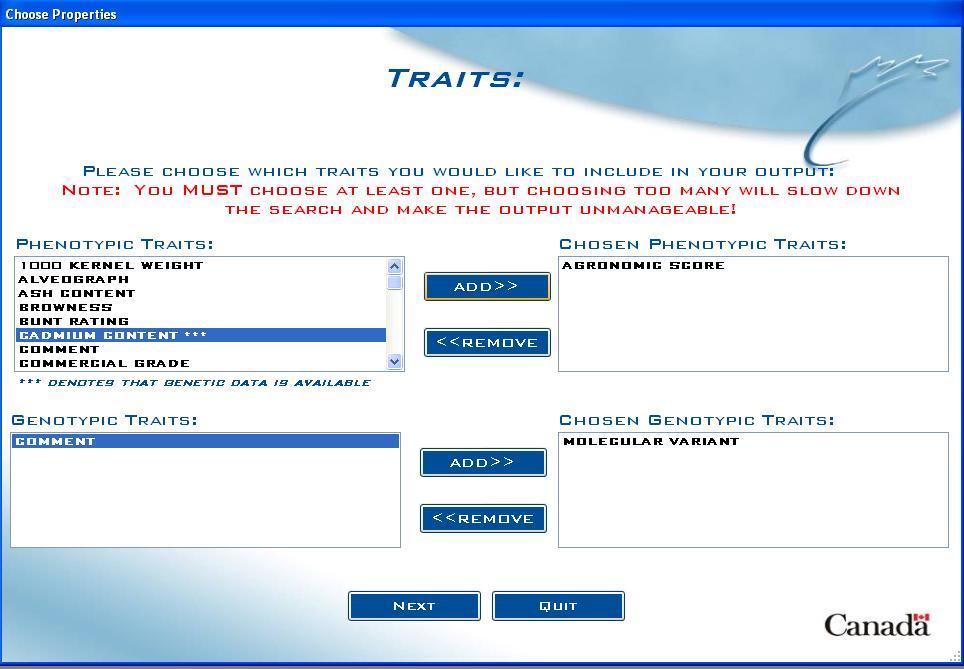 Choose Properties
Traits:
Please choose which traits you would like to include in your output:
Note: You MUST choose at least one, but choosing too many will slow down
the search and make the output unmanageable!
Phenotypic Traits:
1000 KERNEL WEIGHT
ALVEOGRAPH
ASH CONTENT
BROWNESS
BUNT RATING
CADMIUM CONTENT ***
COMMENT
COMMERCIAL GRADE
*** denotes that genetic data is available
ADD>>
<<REMOVE
Chosen Phenotypic Traits:
AGRONOMIC SCORE
Genotypic Traits:
COMMENT
ADD>>
<<REMOVE
Chosen Genotypic Traits:
MOLECULAR VARIANT
Next
Quit
Canada